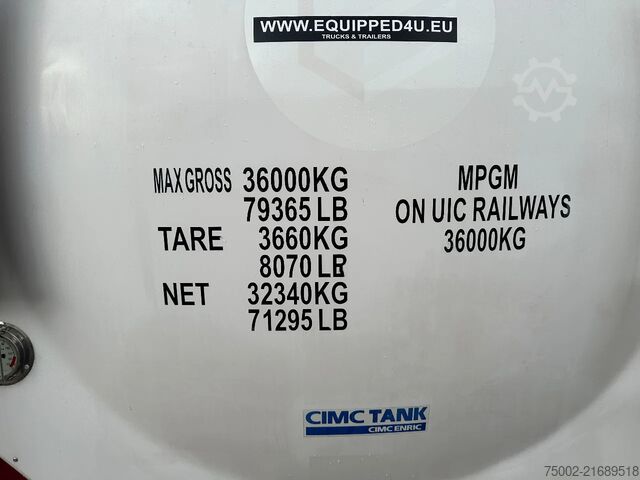 WWW.EQUIPPED4U.EU
TRUCKS & TRAILERS
MAX GROSS 36000KG
79365 LB
TARE 3660KG
8070 LB
NET 32340KG
71295 LB
MPGM
ON UIC RAILWAYS
36000KG
CIMC TANK
CIMC ENRIC
75002-21689518